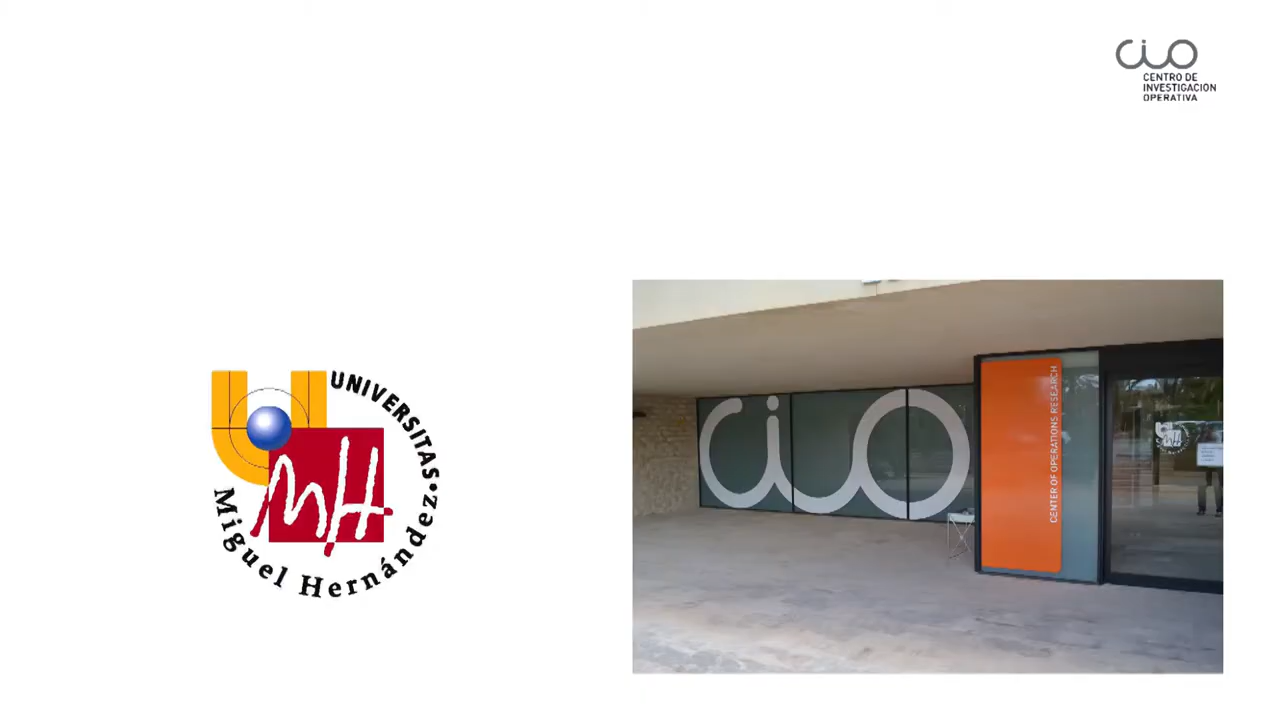 cio
CENTRO DE
INVESTIGACION
OPERATIVA
UNIVERSITAS
Miguel Hernández
MH
cio
CENTER OF OPERATIONS RESEARCH